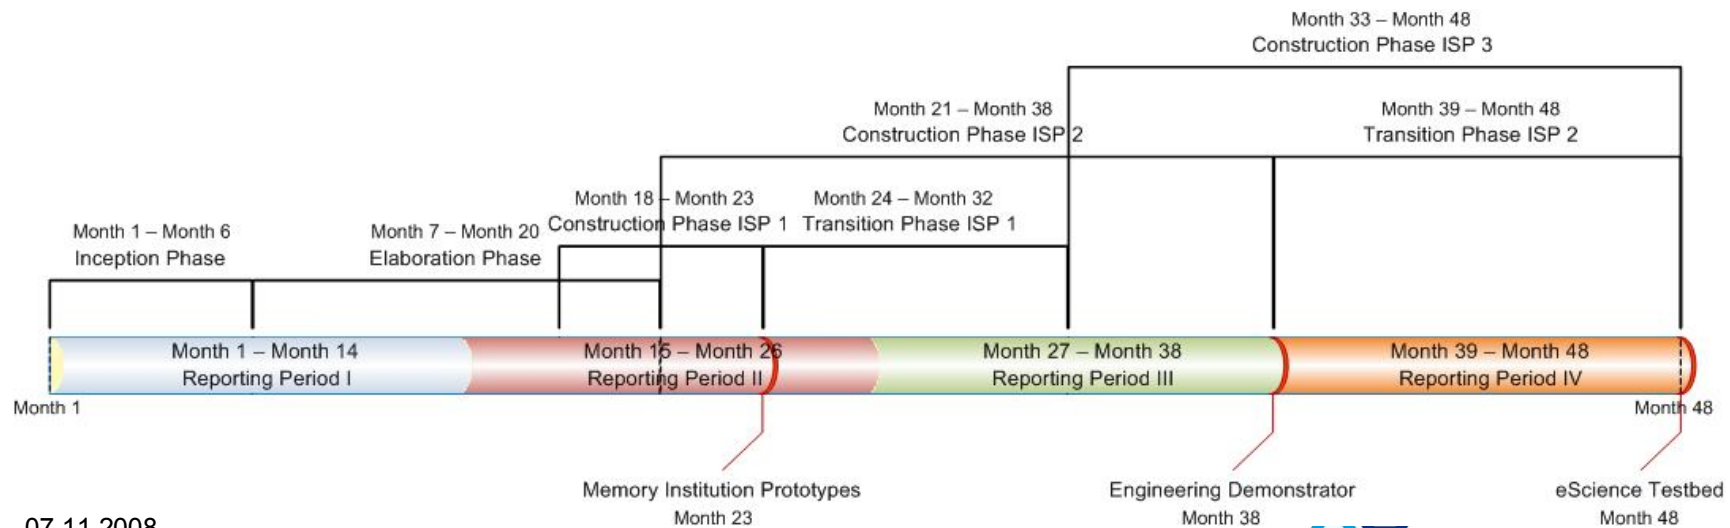 Month 33 – Month 48
Construction Phase ISP 3
Month 21 – Month 38
Construction Phase ISP 2
Month 39 – Month 48
Transition Phase ISP 2
Month 18 – Month 23
Construction Phase ISP 1
Month 24 – Month 32
Transition Phase ISP 1
Month 1 – Month 6
Inception Phase
Month 7 – Month 20
Elaboration Phase
Month 1 – Month 14
Reporting Period I
Month 15 – Month 26
Reporting Period II
Month 27 – Month 38
Reporting Period III
Month 39 – Month 48
Reporting Period IV
Month 1
Month 48
Memory Institution Prototypes
Month 23
Engineering Demonstrator
Month 38
eScience Testbed
Month 48
07.11.2008